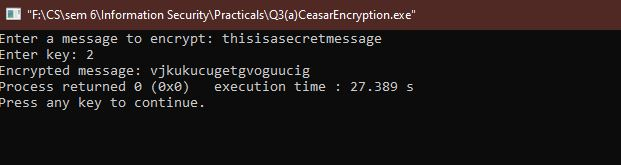 "F:\CS\sem 6\Information Security\Practicals\Q3(a)CeasarEncryption.exe"
Enter a message to encrypt: thisisasecretmessage
Enter key: 2
Encrypted message: vjkukucugetgvoguucig
Process returned 0 (0x0)   execution time : 27.389 s
Press any key to continue.